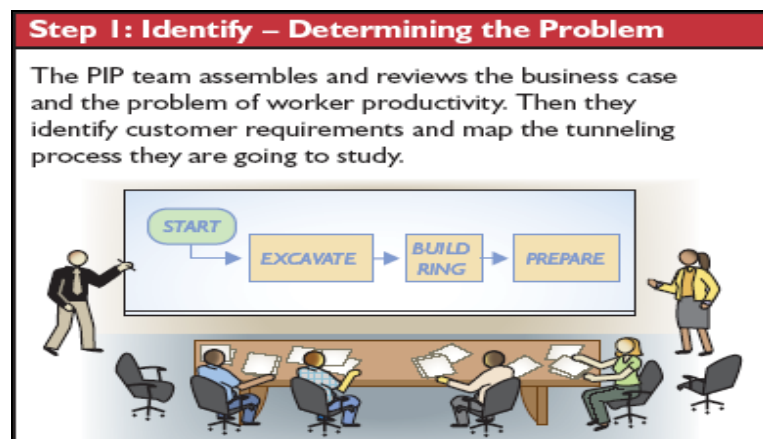 Step 1: Identify – Determining the Problem
The PIP team assembles and reviews the business case
and the problem of worker productivity. Then they
identify customer requirements and map the tunneling
process they are going to study.
START
EXCAVATE
BUILD
RING
PREPARE